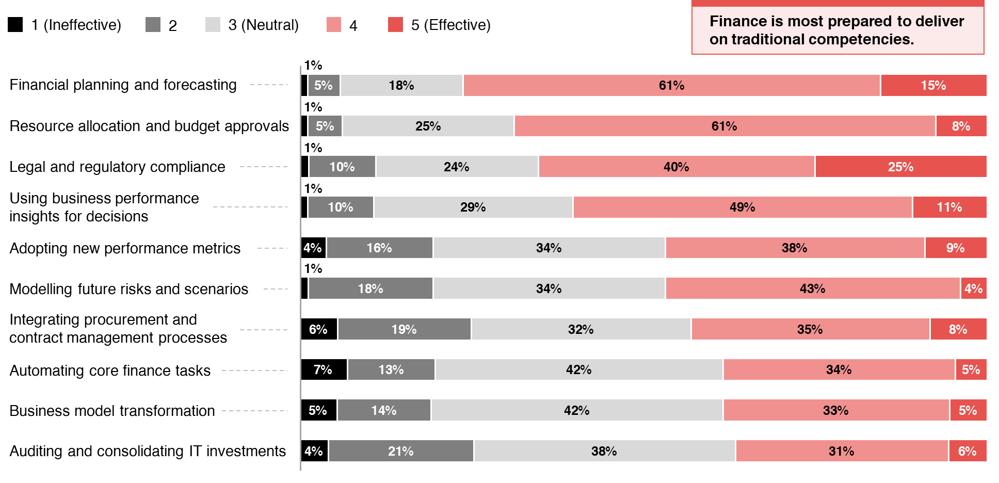 1 (Ineffective) 2 3 (Neutral) 4 5 (Effective)
Finance is most prepared to deliver
on traditional competencies.
1%
Financial planning and forecasting 5% 18% 61% 15%
1%
Resource allocation and budget approvals 5% 25% 61% 8%
1%
Legal and regulatory compliance 10% 24% 40% 25%
1%
Using business performance
insights for decisions 10% 29% 49% 11%
Adopting new performance metrics 4% 16% 34% 38% 9%
1%
Modelling future risks and scenarios 18% 34% 43% 4%
Integrating procurement and
contract management processes 6% 19% 32% 35% 8%
Automating core finance tasks 7% 13% 42% 34% 5%
Business model transformation 5% 14% 42% 33% 5%
Auditing and consolidating IT investments 4% 21% 38% 31% 6%